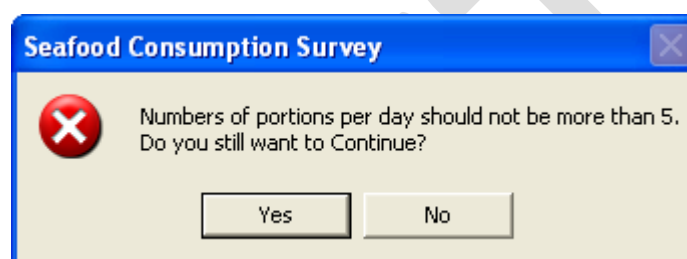 Seafood Consumption Survey
Numbers of portions per day should not be more than 5.
Do you still want to Continue?
Yes No